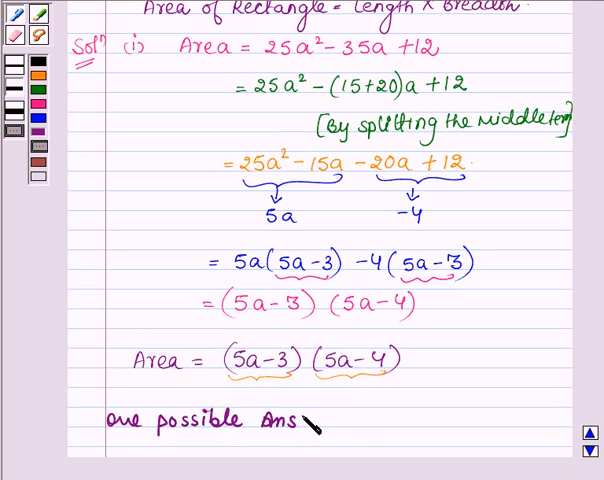 Area of Rectangle = Length × Breadth.
Solⁿ (i) Area = 25a² - 35a + 12
= 25a² - (15+20)a + 12
[By splitting the Middle term]
= 25a² - 15a - 20a + 12.
5a -4
= 5a(5a-3) -4(5a-3)
= (5a-3) (5a-4)
Area = (5a-3) (5a-4)
one possible Ans